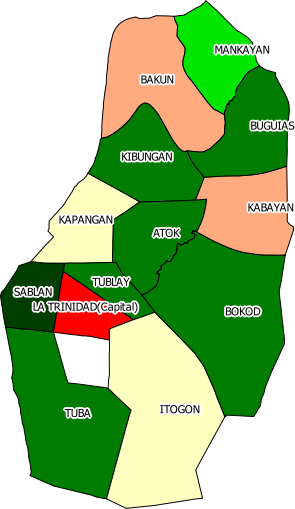 MANKAYAN
BAKUN
BUGUIAS
KIBUNGAN
KABAYAN
KAPANGAN
ATOK
TUBLAY
SABLAN
LA TRINIDAD(Capital)
BOKOD
ITOGON
TUBA